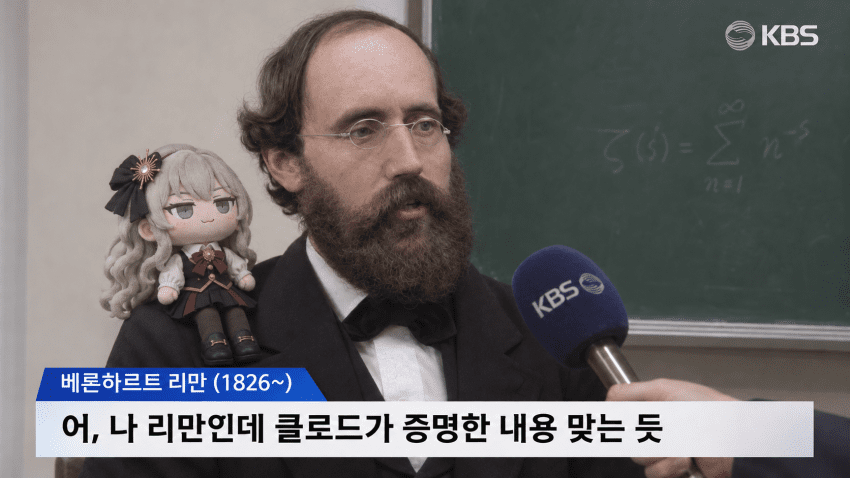 KBS
ζ(s) = ∞ Σ n=1 n^-s
KBS
베른하르트 리만 (1826~)
어, 나 리만인데 클로드가 증명한 내용 맞는 듯